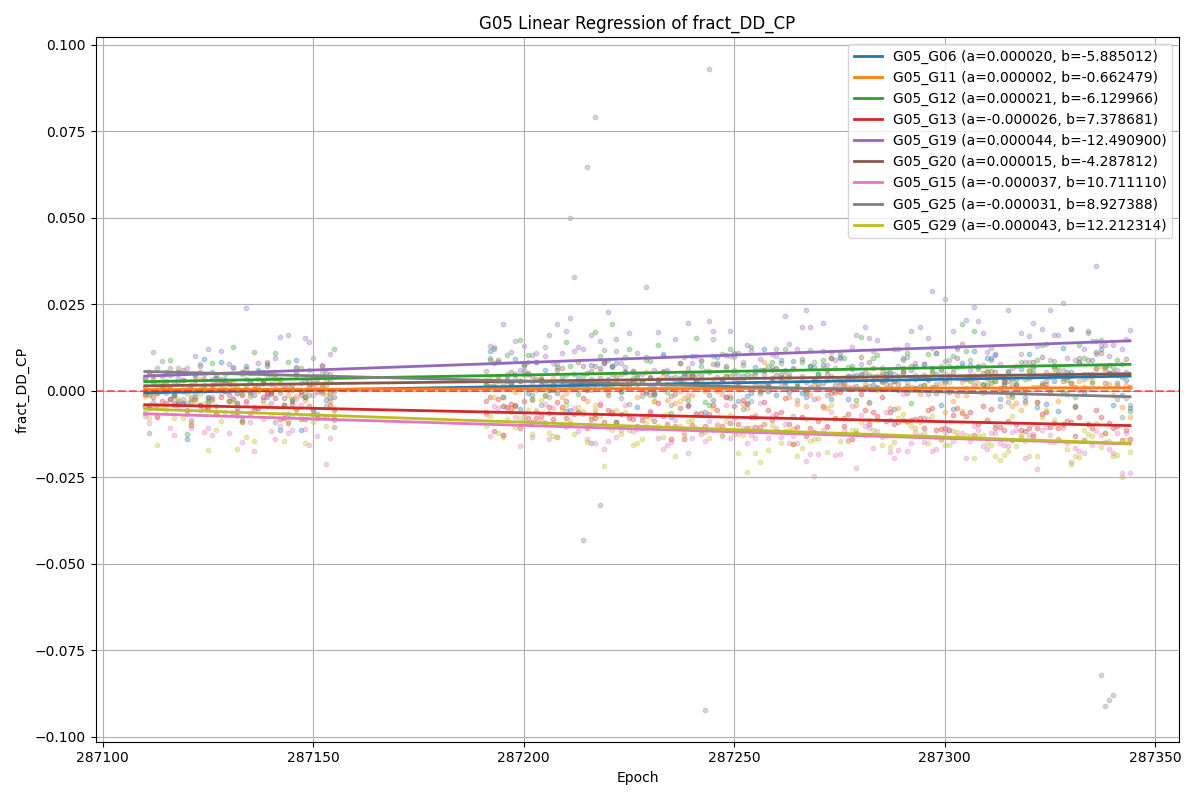 G05 Linear Regression of fract_DD_CP
G05_G06 (a=0.000020, b=-5.885012)
G05_G11 (a=0.000002, b=-0.662479)
G05_G12 (a=0.000021, b=-6.129966)
G05_G13 (a=-0.000026, b=7.378681)
G05_G19 (a=0.000044, b=-12.490900)
G05_G20 (a=0.000015, b=-4.287812)
G05_G15 (a=-0.000037, b=10.711110)
G05_G25 (a=-0.000031, b=8.927388)
G05_G29 (a=-0.000043, b=12.212314)
0.100
0.075
0.050
0.025
0.000
−0.025
−0.050
−0.075
−0.100
fract_DD_CP
287100
287150
287200
287250
287300
287350
Epoch